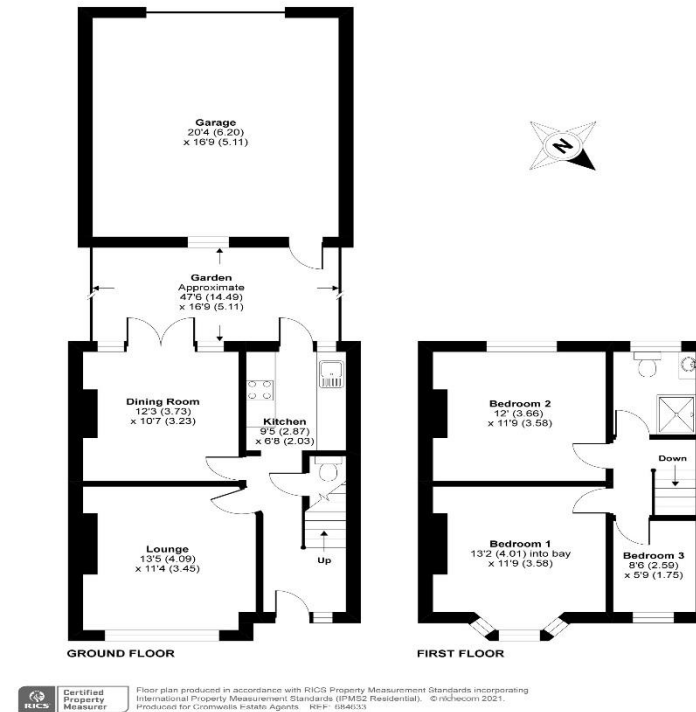 Garage
20'4 (6.20)
x 16'9 (5.11)
N
Garden
Approximate
47'6 (14.49)
x 16'9 (5.11)
Dining Room
12'3 (3.73)
x 10'7 (3.23)
Kitchen
9'5 (2.87)
x 6'8 (2.03)
Lounge
13'5 (4.09)
x 11'4 (3.45)
Up
GROUND FLOOR
Bedroom 2
12' (3.66)
x 11'9 (3.58)
Down
Bedroom 1
13'2 (4.01) into bay
x 11'9 (3.58)
Bedroom 3
8'6 (2.59)
x 5'9 (1.75)
FIRST FLOOR
RICS
Certified
Property
Measurer
Floor plan produced in accordance with RICS Property Measurement Standards incorporating
International Property Measurement Standards (IPMS2 Residential). © nichecom 2021.
Produced for Cromwells Estate Agents. REF: 684633